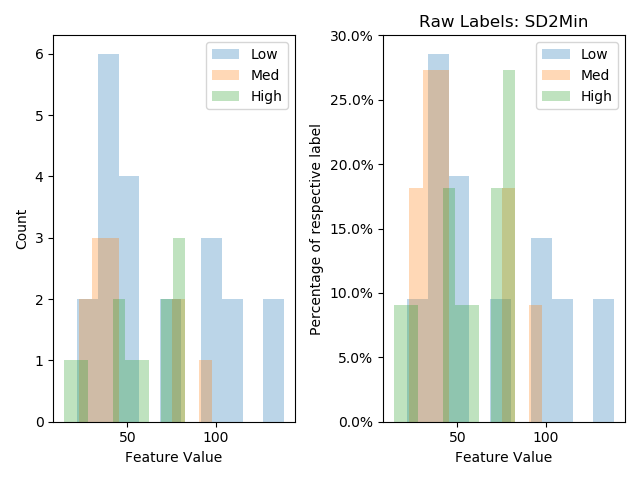 6
5
4
3
2
1
0
Count
50
100
Feature Value
Low
Med
High
Raw Labels: SD2Min
30.0%
25.0%
20.0%
15.0%
10.0%
5.0%
0.0%
Percentage of respective label
50
100
Feature Value
Low
Med
High